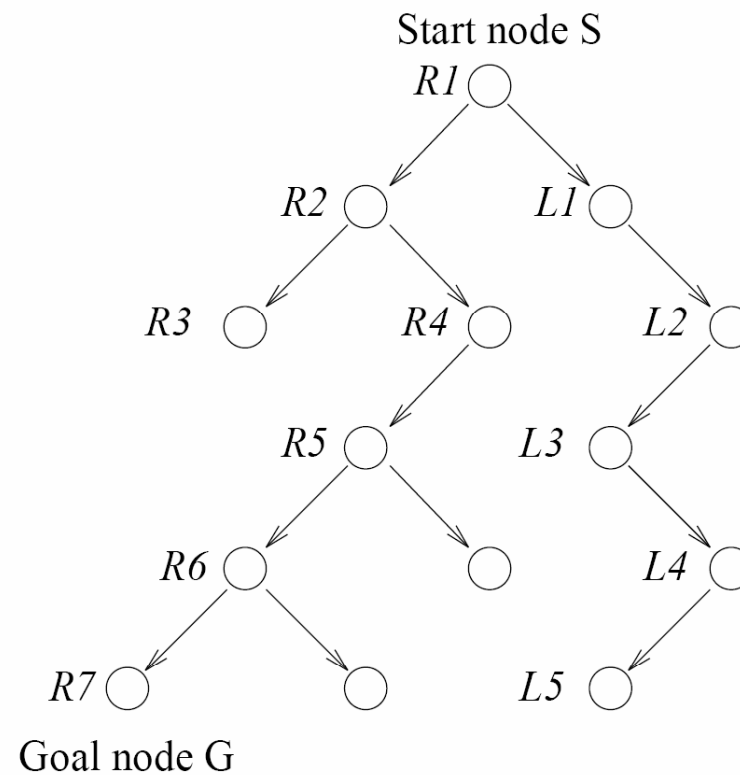 Start node S
R1
R2 L1
R3 R4 L2
R5 L3
R6 L4
R7 L5
Goal node G